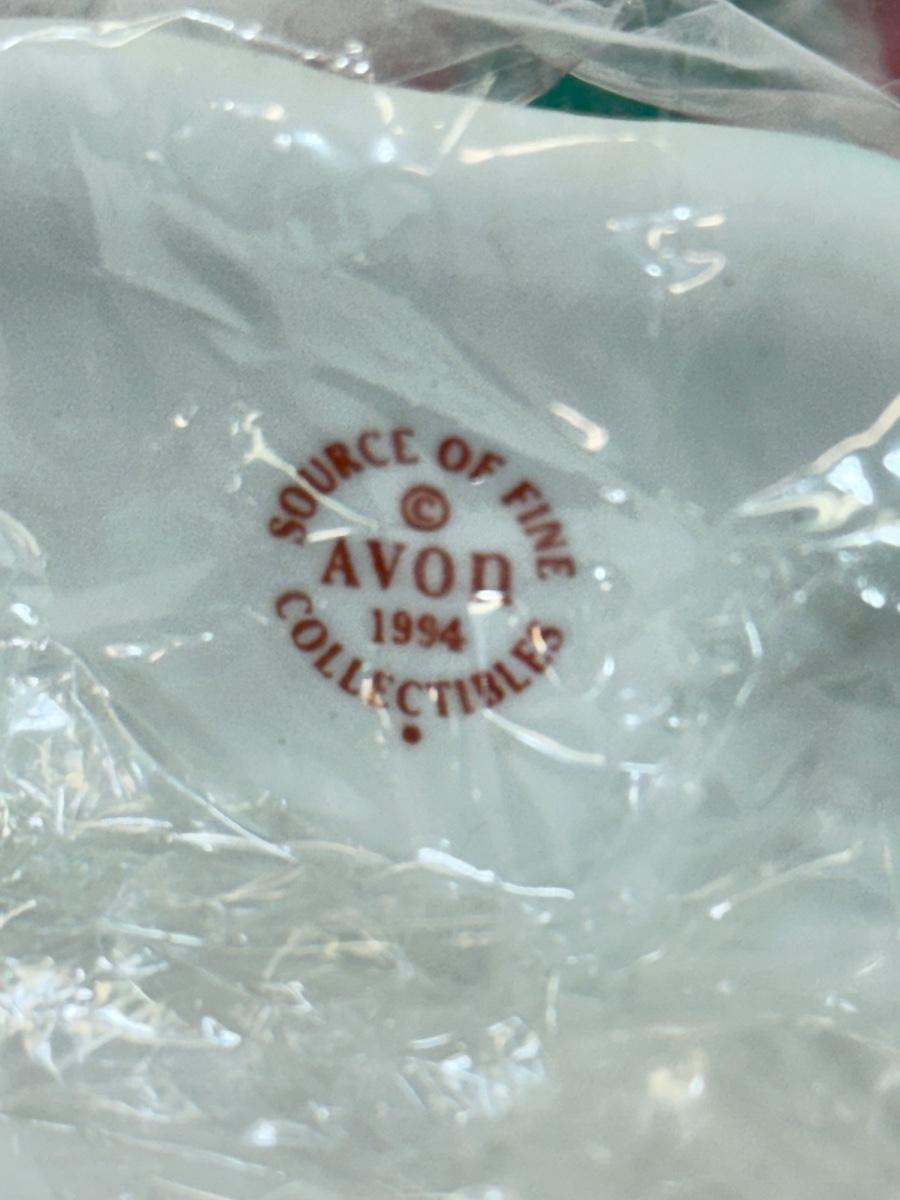 SOURCE OF FINE
©
AVON
1994
COLLECTIBLES